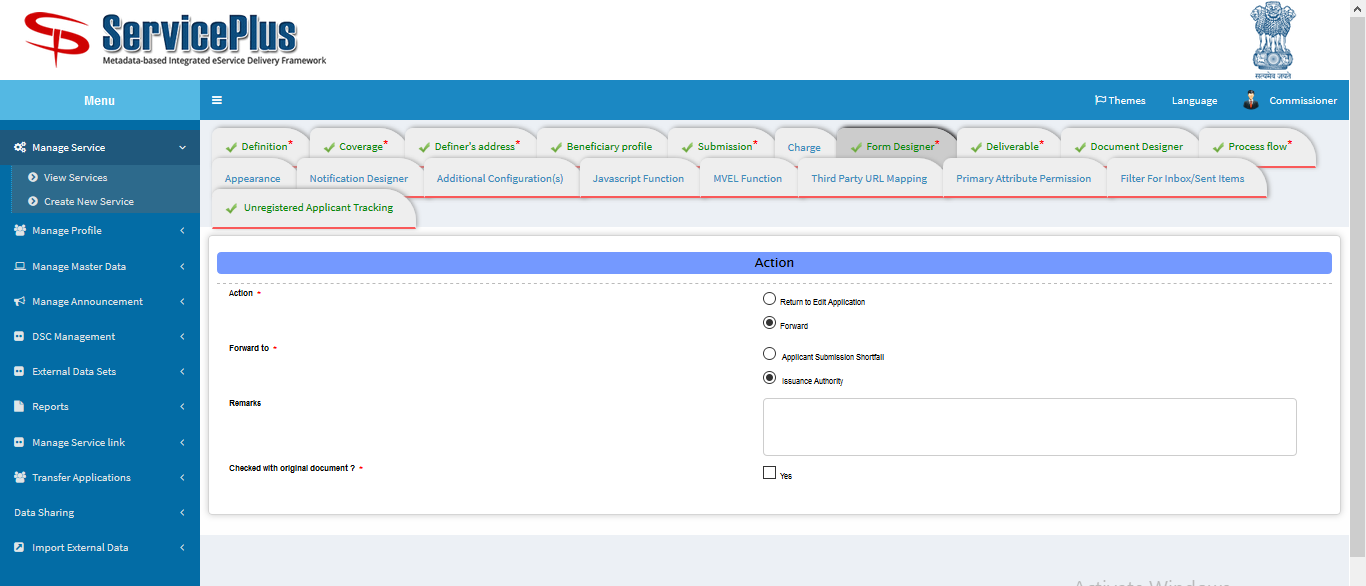 ServicePlus
Metadata-based Integrated eService Delivery Framework
सत्यमेव जयते
Menu
Themes
Language
Commissioner
Manage Service
View Services
Create New Service
Manage Profile
Manage Master Data
Manage Announcement
DSC Management
External Data Sets
Reports
Manage Service link
Transfer Applications
Data Sharing
Import External Data
Definition*
Coverage*
Definer's address*
Beneficiary profile
Submission*
Charge
Form Designer*
Deliverable*
Document Designer
Process flow*
Appearance
Notification Designer
Additional Configuration(s)
Javascript Function
MVEL Function
Third Party URL Mapping
Primary Attribute Permission
Filter For Inbox/Sent Items
Unregistered Applicant Tracking
Action
Action *
Return to Edit Application
Forward
Forward to *
Applicant Submission Shortfall
Issuance Authority
Remarks
Checked with original document ? *
Yes
Activate Windows